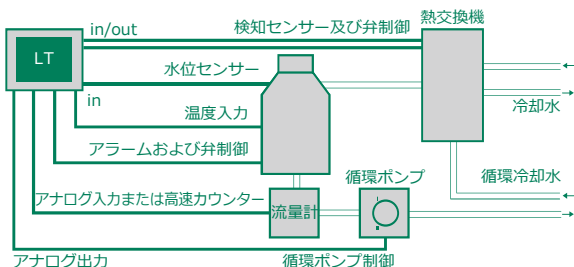 in/out
検知センサー及び弁制御
熱交換機
LT
水位センサー
in
冷却水
温度入力
アラームおよび弁制御
循環ポンプ
循環冷却水
アナログ入力または高速カウンター
流量計
アナログ出力
循環ポンプ制御